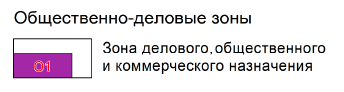 Общественно-деловые зоны
О1
Зона делового, общественного
и коммерческого назначения